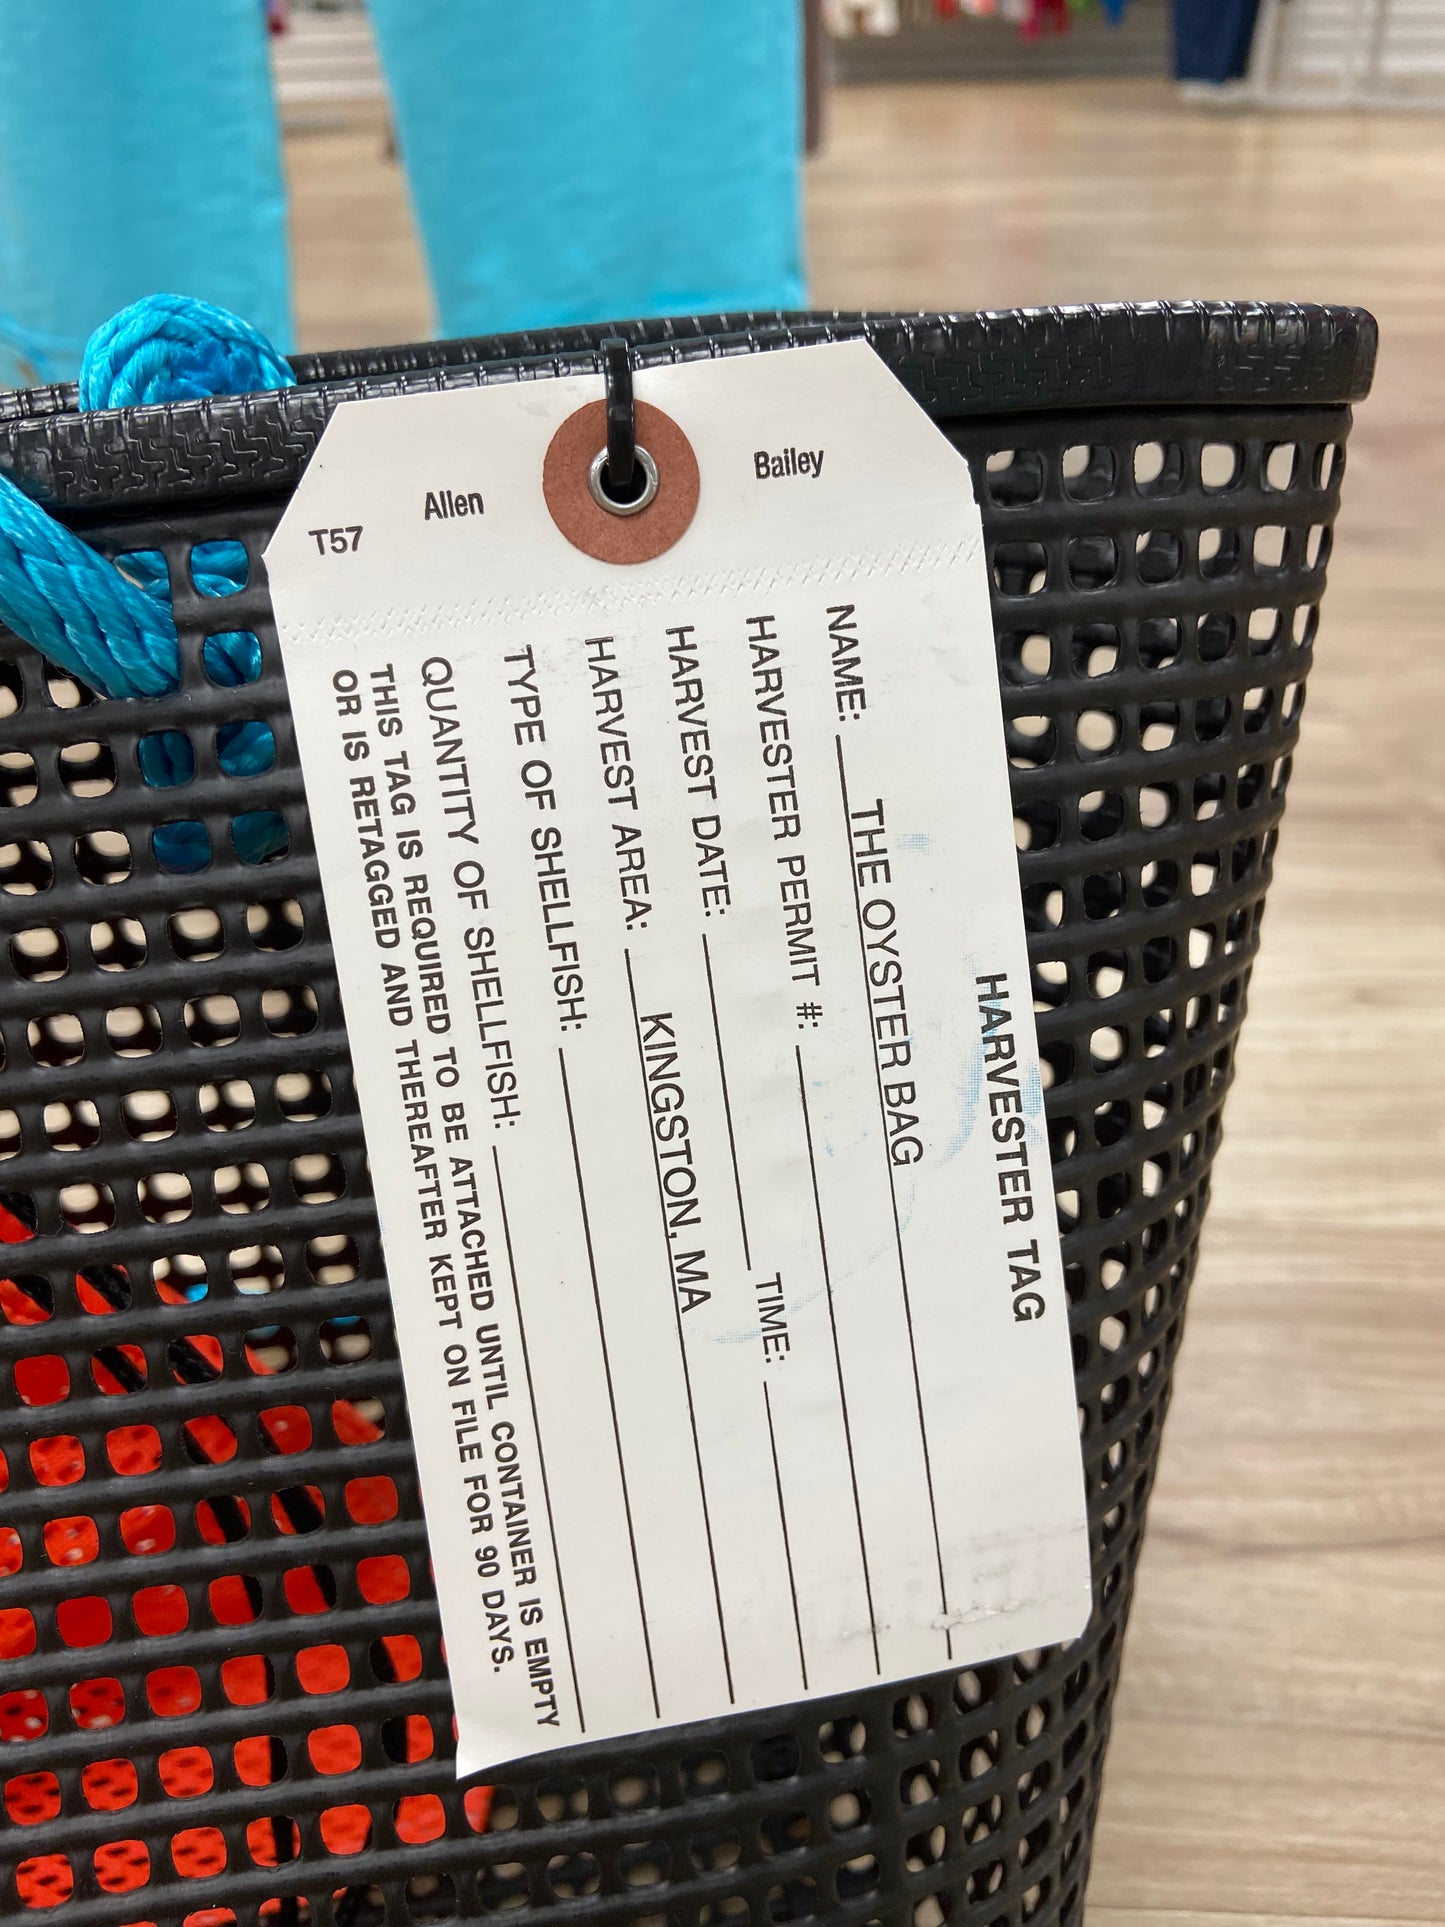 T57 Allen Bailey
HARVESTER TAG
NAME: THE OYSTER BAG
HARVESTER PERMIT #:
HARVEST DATE: TIME:
HARVEST AREA: KINGSTON, MA
TYPE OF SHELLFISH:
QUANTITY OF SHELLFISH:
THIS TAG IS REQUIRED TO BE ATTACHED UNTIL CONTAINER IS EMPTY
OR IS RETAGGED AND THEREAFTER KEPT ON FILE FOR 90 DAYS.